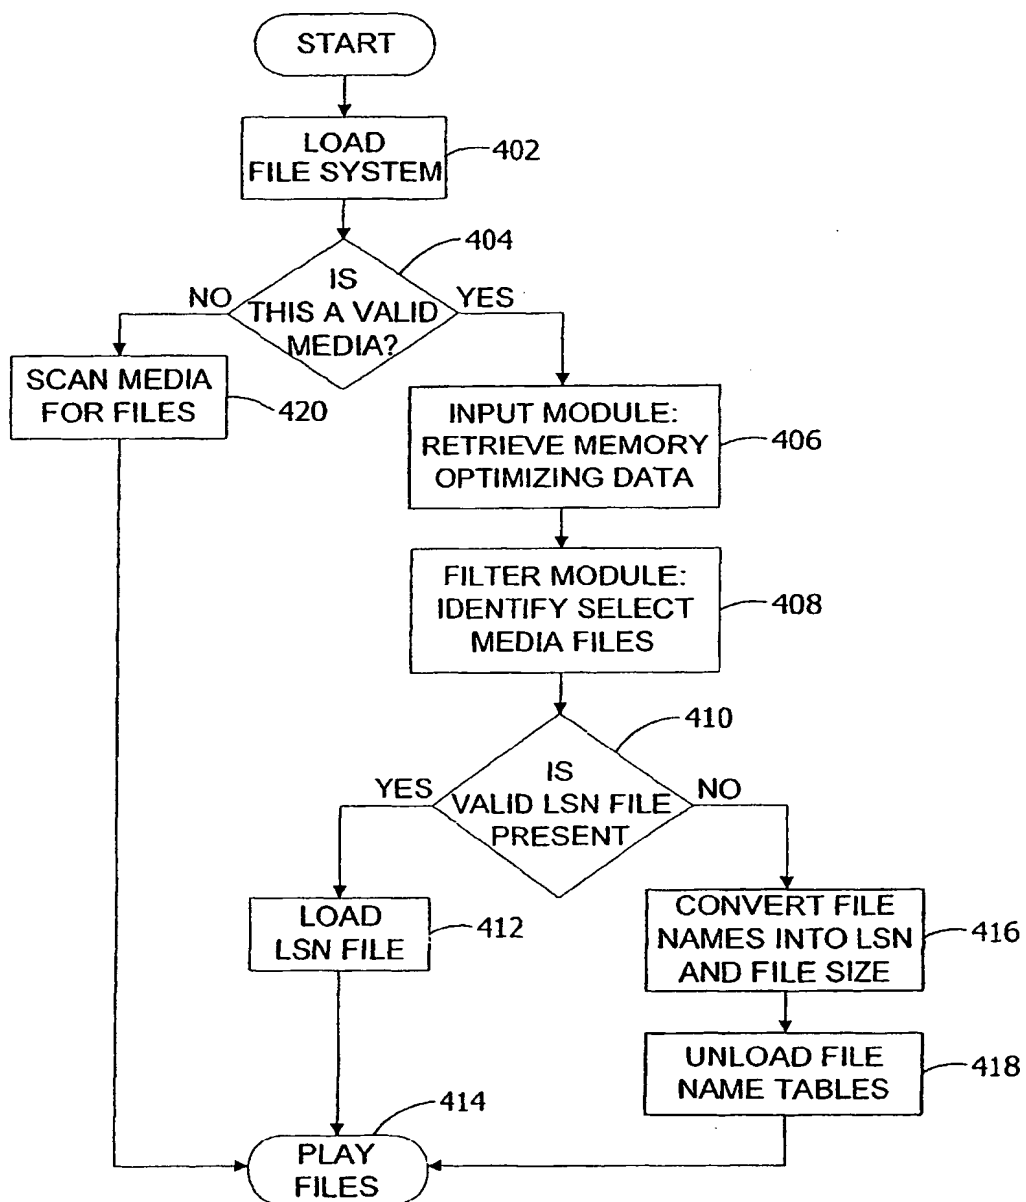 START
LOAD
FILE SYSTEM
402
404
IS
THIS A VALID
MEDIA?
NO
YES
SCAN MEDIA
FOR FILES
420
INPUT MODULE:
RETRIEVE MEMORY
OPTIMIZING DATA
406
FILTER MODULE:
IDENTIFY SELECT
MEDIA FILES
408
410
IS
VALID LSN FILE
PRESENT
YES
NO
LOAD
LSN FILE
412
CONVERT FILE
NAMES INTO LSN
AND FILE SIZE
416
UNLOAD FILE
NAME TABLES
418
414
PLAY
FILES